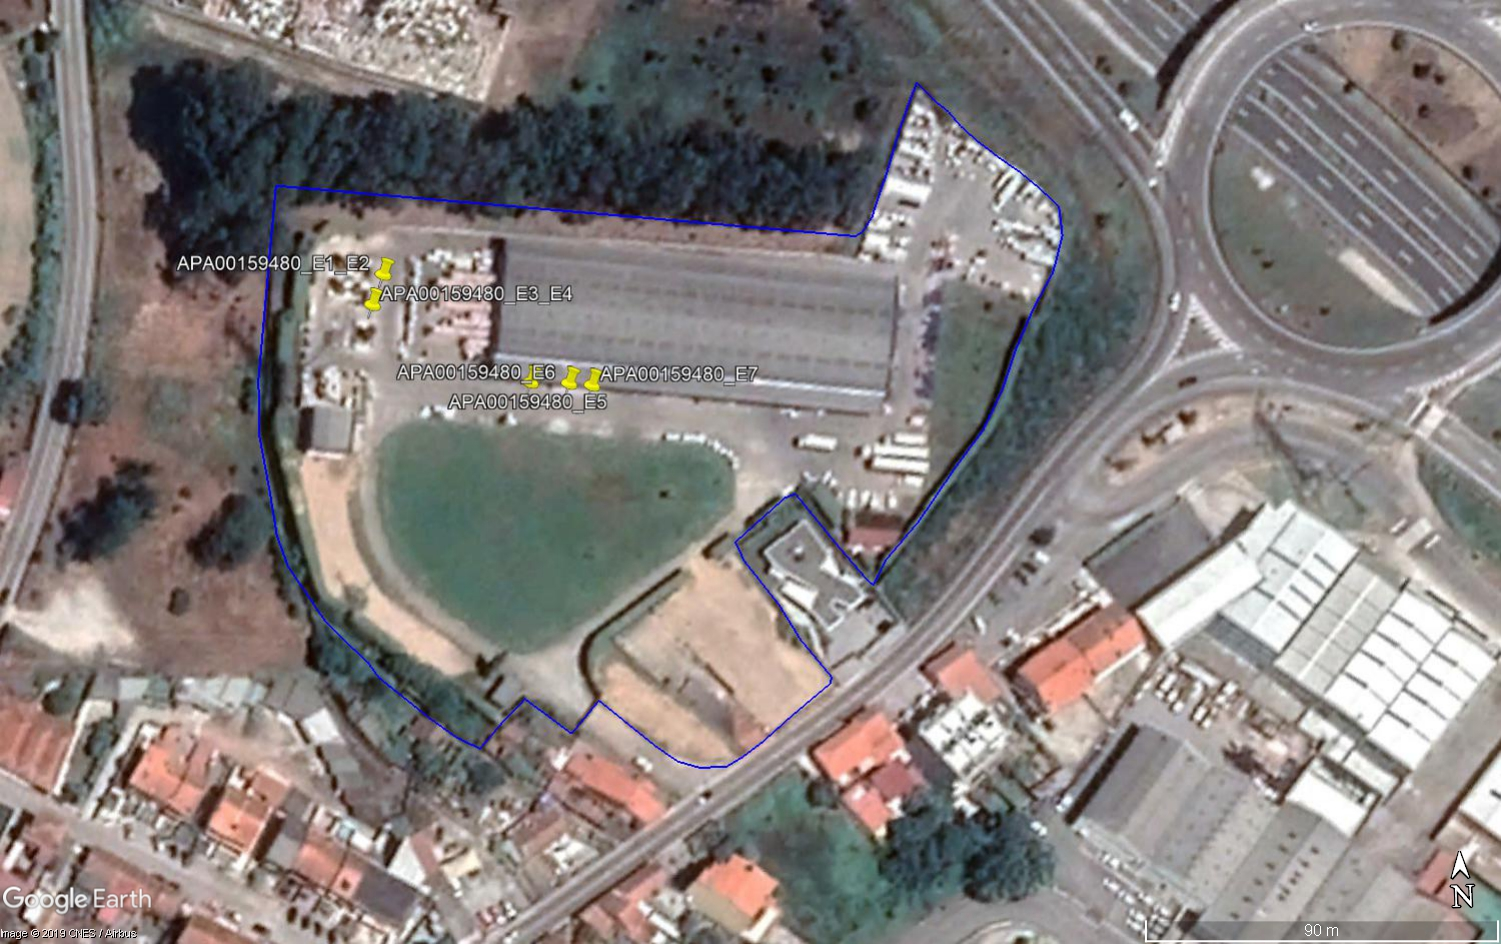 APA00159480_E1_E2
APA00159480_E3_E4
APA00159480_E6
APA00159480_E7
APA00159480_E5
Google Earth
Image © 2019 CNES / Airbus
N
90 m